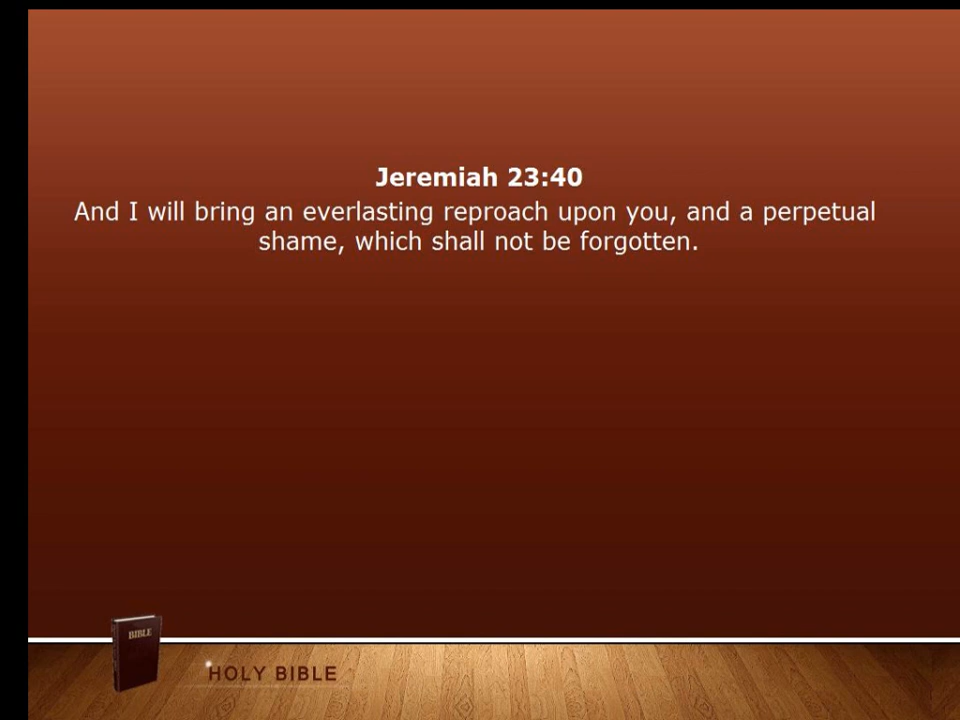 Jeremiah 23:40
And I will bring an everlasting reproach upon you, and a perpetual
shame, which shall not be forgotten.
BIBLE
HOLY BIBLE